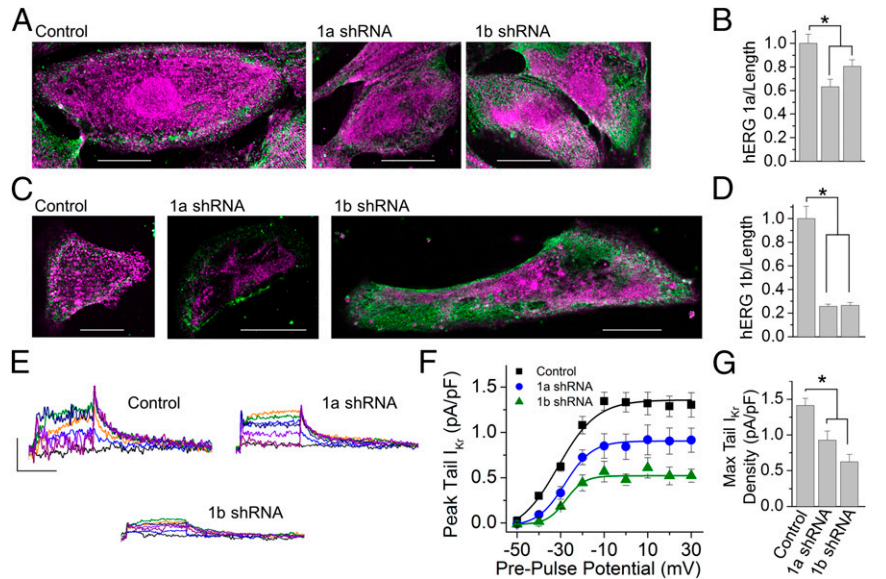 A
Control
1a shRNA
1b shRNA
B
hERG 1a/Length
1.0
0.8
0.6
0.4
0.2
0.0
*
C
Control
1a shRNA
1b shRNA
D
hERG 1b/Length
1.0
0.8
0.6
0.4
0.2
0.0
*
E
Control
1a shRNA
1b shRNA
F
Peak Tail IKr (pA/pF)
1.5
1.0
0.5
0.0
Control
1a shRNA
1b shRNA
-50 -30 -10 10 30
Pre-Pulse Potential (mV)
G
Max Tail IKr
Density (pA/pF)
1.5
1.0
0.5
0.0
*
Control
1a shRNA
1b shRNA